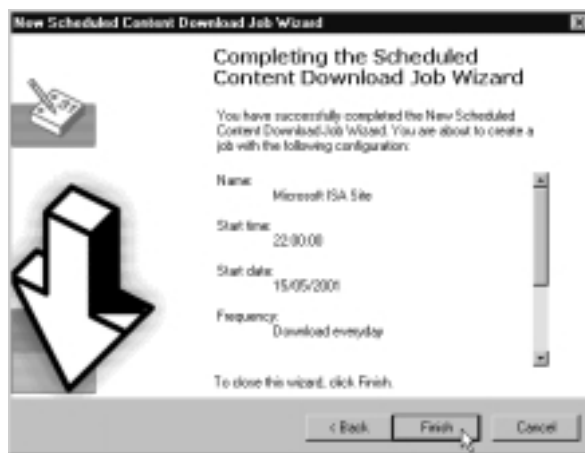 New Scheduled Content Download Job Wizard
Completing the Scheduled
Content Download Job Wizard
You have successfully completed the New Scheduled
Content Download Job Wizard. You are about to create a
job with the following configuration:
Name:
Microsoft ISA Site
Start time:
22:00:00
Start date:
15/05/2001
Frequency:
Download everyday
To close this wizard, click Finish.
< Back
Finish
Cancel